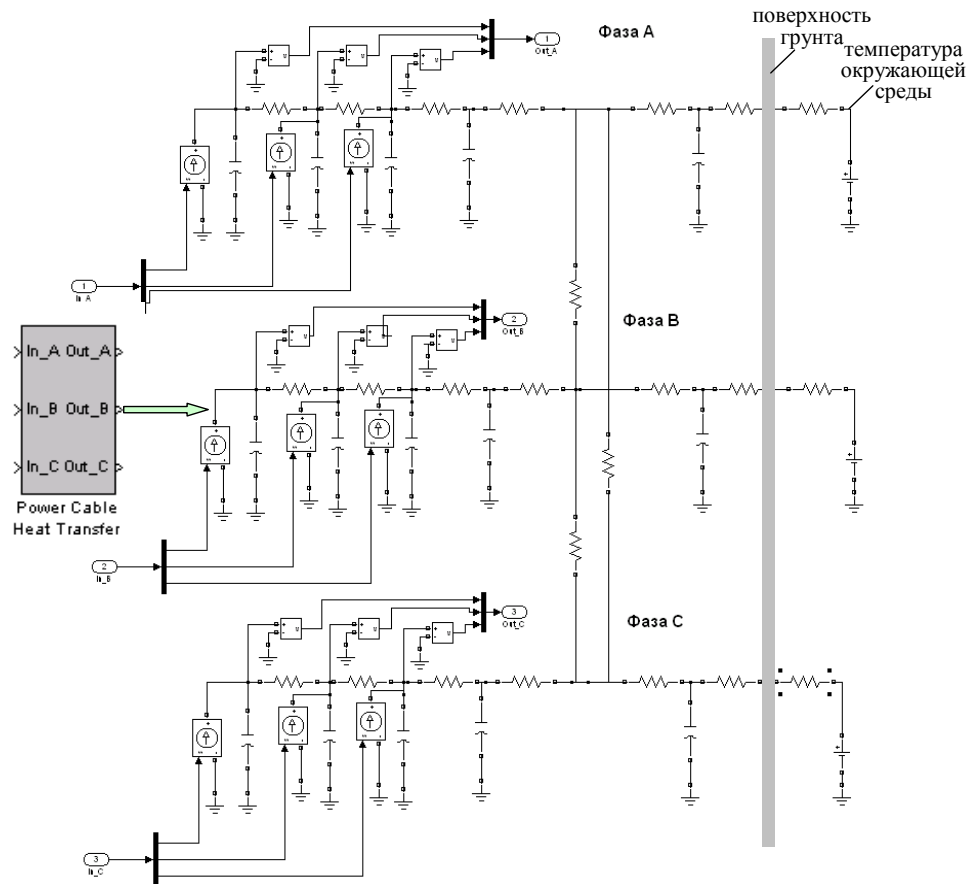 поверхность
грунта
температура
окружающей
среды
Фаза А
1
Out_A
1
In_A
Фаза В
2
Out_B
In_A Out_A
In_B Out_B
In_C Out_C
Power Cable
Heat Transfer
2
In_B
Фаза С
3
Out_C
3
In_C